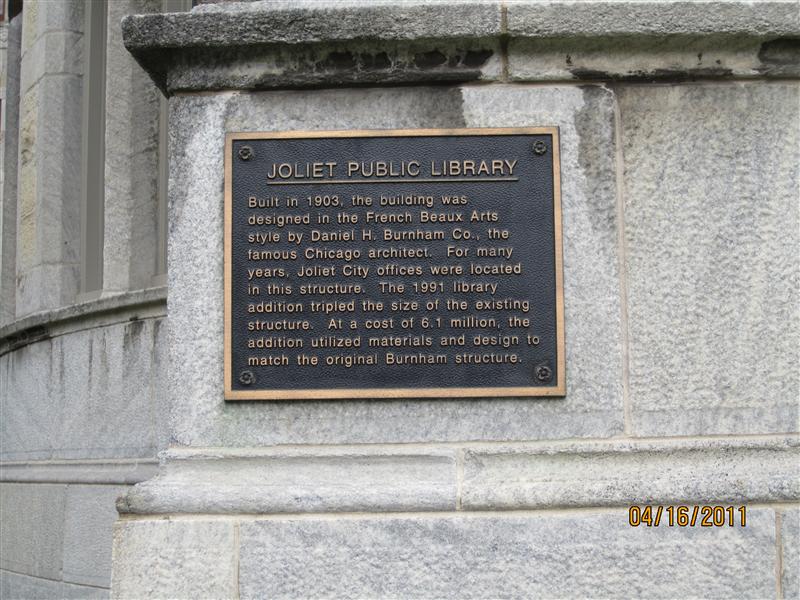 JOLIET PUBLIC LIBRARY
Built in 1903, the building was
designed in the French Beaux Arts
style by Daniel H. Burnham Co., the
famous Chicago architect. For many
years, Joliet City offices were located
in this structure. The 1991 library
addition tripled the size of the existing
structure. At a cost of 6.1 million, the
addition utilized materials and design to
match the original Burnham structure.
04/16/2011